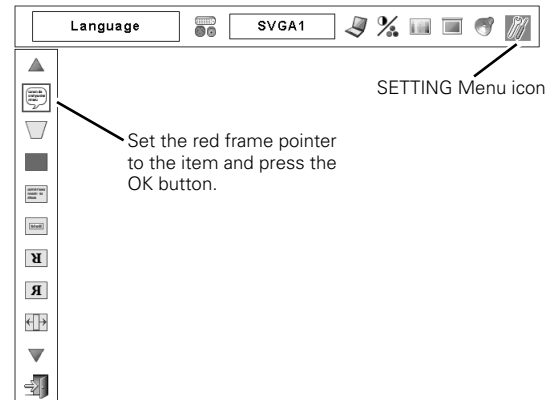 Language
SVGA1
SETTING Menu icon
Set the red frame pointer
to the item and press the
OK button.